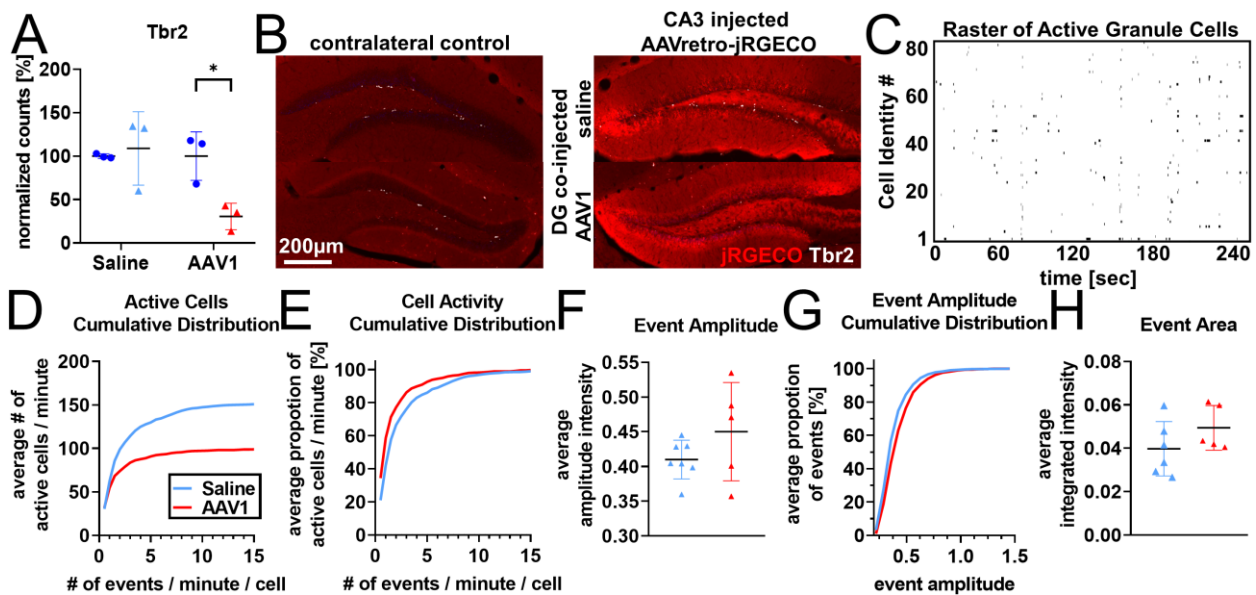 A
Tbr2
normalized counts [%]
200
150
100
50
0
*
Saline
AAV1
B
contralateral control
CA3 injected
AAVretro-jRGECO
DG co-injected
AAV1 saline
200µm
jRGECO Tbr2
C
Raster of Active Granule Cells
Cell Identity #
80
60
40
20
1
0 60 120 180 240
time [sec]
D
Active Cells
Cumulative Distribution
average # of
active cells / minute
200
150
100
50
0
Saline
AAV1
0 5 10 15
# of events / minute / cell
E
Cell Activity
Cumulative Distribution
average propotion of
active cells / minute [%]
100
80
60
40
20
0
0 5 10 15
# of events / minute / cell
F
Event Amplitude
average
amplitude intensity
0.55
0.50
0.45
0.40
0.35
0.30
G
Event Amplitude
Cumulative Distribution
average propotion
of events [%]
100
80
60
40
20
0
0.5 1.0 1.5
event amplitude
H
Event Area
average
integrated intensity
0.08
0.06
0.04
0.02
0.00